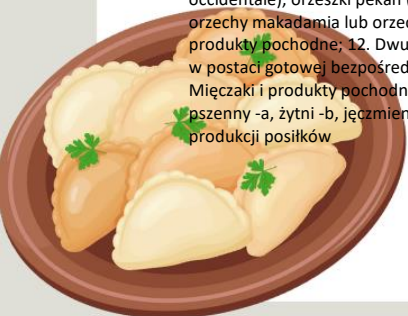 occidentale), orzeszki pekan
orzechy makadamia lub orzec
produkty pochodne; 12. Dwu
w postaci gotowej bezpośred
Mięczaki i produkty pochodn
pszenny -a, żytni -b, jęczmien
produkcji posiłków